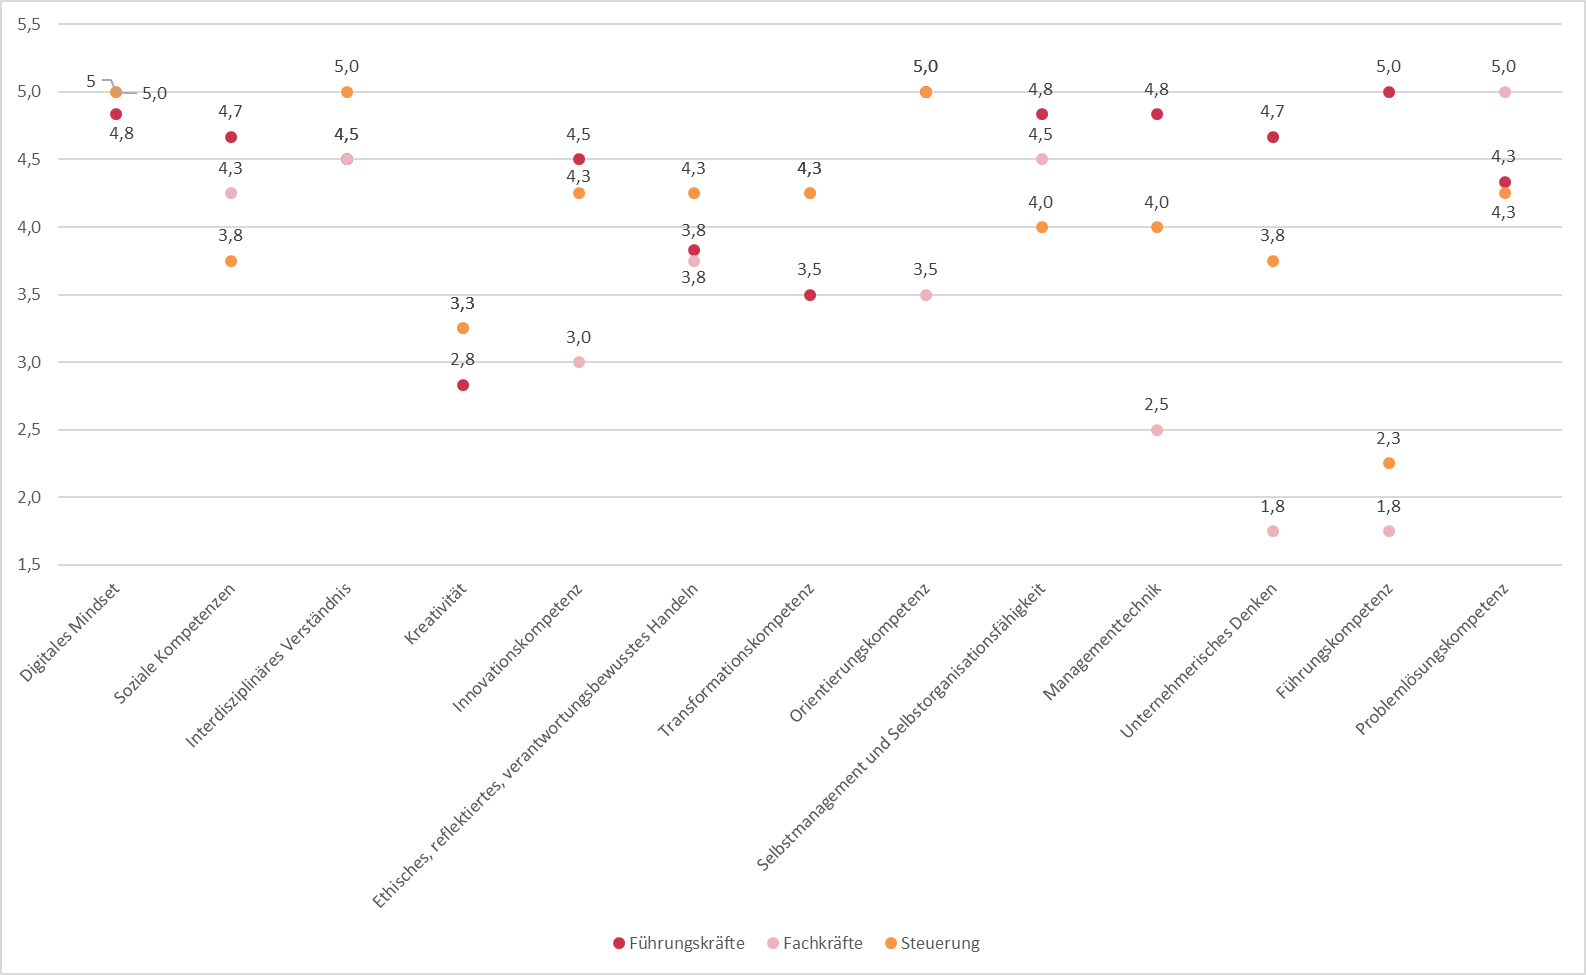 5,5
5,0
4,5
4,0
3,5
3,0
2,5
2,0
1,5
5
5,0
4,8
4,7
4,3
3,8
5,0
4,5
3,3
2,8
4,5
4,3
3,0
4,3
3,8
3,8
4,3
3,5
5,0
3,5
4,8
4,5
4,0
4,8
4,0
2,5
4,7
3,8
1,8
5,0
2,3
1,8
5,0
4,3
4,3
Digitales Mindset
Soziale Kompetenzen
Interdisziplinäres Verständnis
Kreativität
Innovationskompetenz
Ethisches, reflektiertes, verantwortungsbewusstes Handeln
Transformationskompetenz
Orientierungskompetenz
Selbstmanagement und Selbstorganisationsfähigkeit
Managementtechnik
Unternehmerisches Denken
Führungskompetenz
Problemlösungskompetenz
Führungskräfte
Fachkräfte
Steuerung